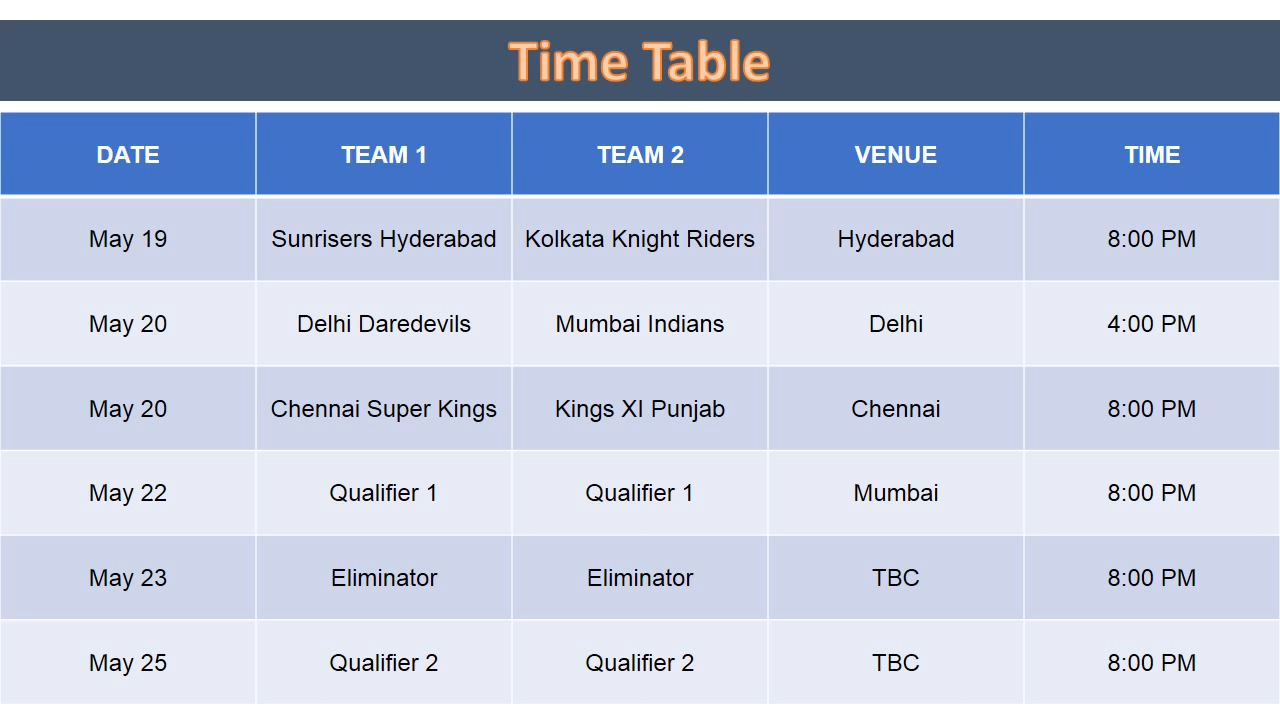 Time Table
DATE TEAM 1 TEAM 2 VENUE TIME
May 19 Sunrisers Hyderabad Kolkata Knight Riders Hyderabad 8:00 PM
May 20 Delhi Daredevils Mumbai Indians Delhi 4:00 PM
May 20 Chennai Super Kings Kings XI Punjab Chennai 8:00 PM
May 22 Qualifier 1 Qualifier 1 Mumbai 8:00 PM
May 23 Eliminator Eliminator TBC 8:00 PM
May 25 Qualifier 2 Qualifier 2 TBC 8:00 PM